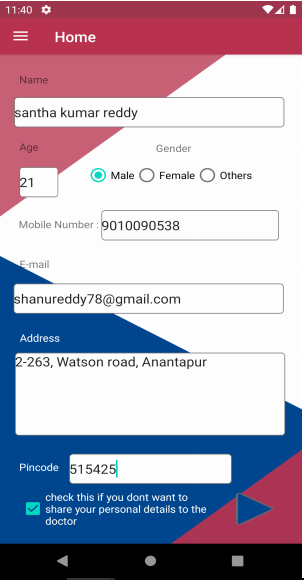 11:40
Home
Name
santha kumar reddy
Age
Gender
21
Male Female Others
Mobile Number : 9010090538
E-mail
shanureddy78@gmail.com
Address
2-263, Watson road, Anantapur
Pincode 515425
check this if you dont want to
share your personal details to the
doctor